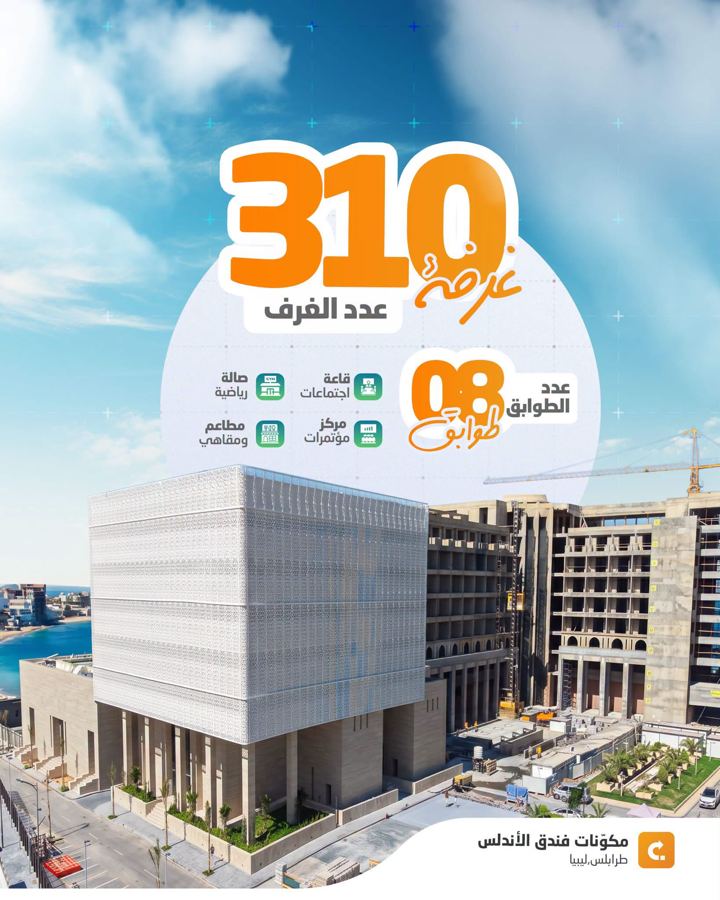 310
غرفة
عدد الغرف
عدد
الطوابق
08
طوابق
قاعة
اجتماعات
صالة
رياضية
مركز
مؤتمرات
مطاعم
ومقاهي
مكوّنات فندق الأندلس
طرابلس,ليبيا